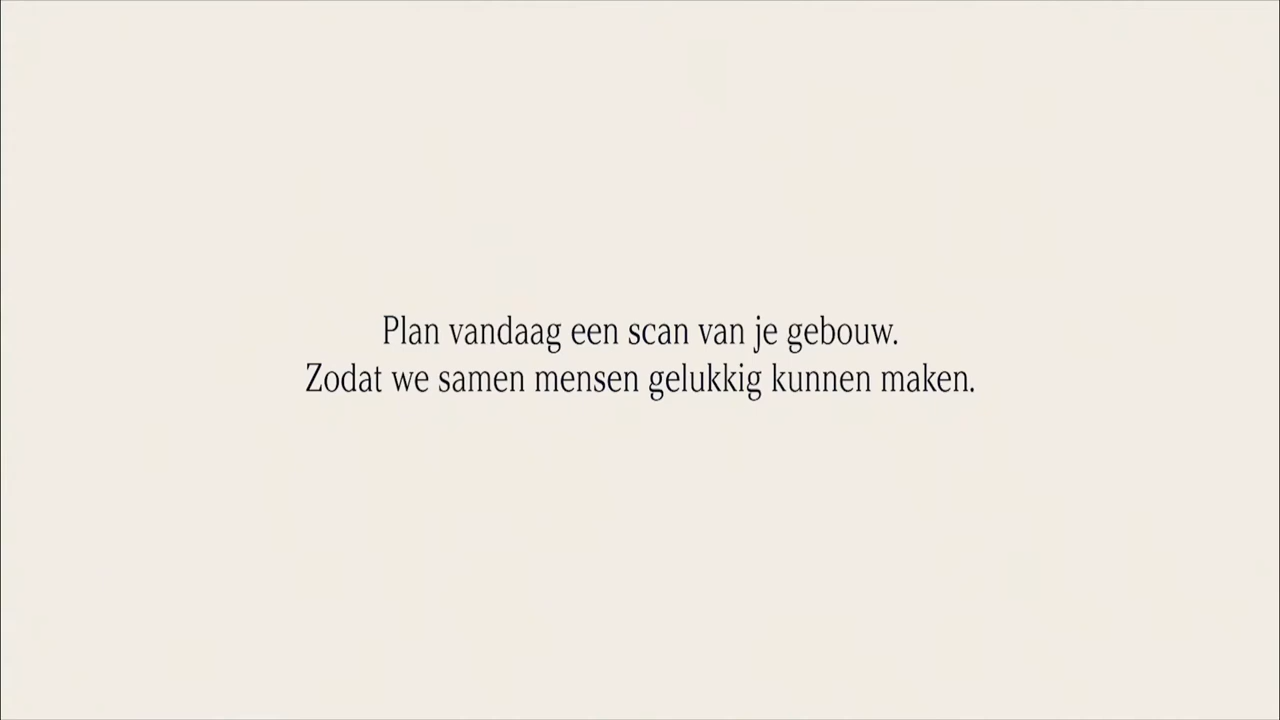 Plan vandaag een scan van je gebouw.
Zodat we samen mensen gelukkig kunnen maken.